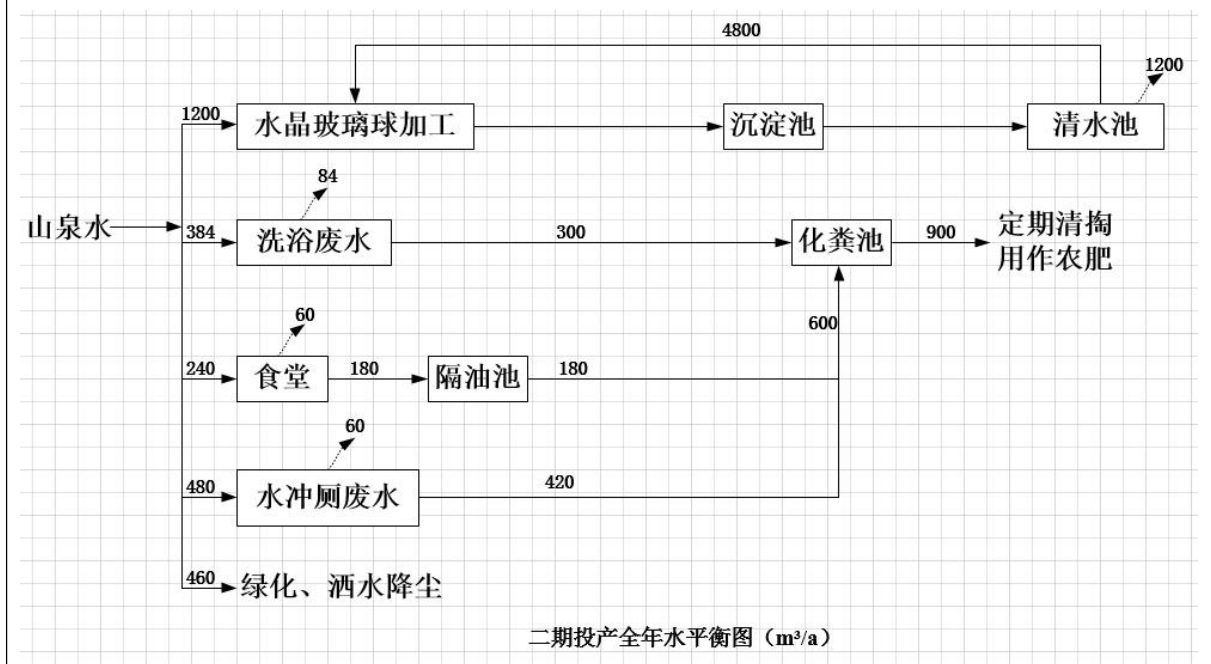 4800
1200
1200
水晶玻璃球加工
沉淀池
清水池
84
山泉水
384
洗浴废水
300
化粪池
900
定期清掏
用作农肥
60
600
240
食堂
180
隔油池
180
60
480
水冲厕废水
420
460
绿化、洒水降尘
二期投产全年水平衡图（m³/a）